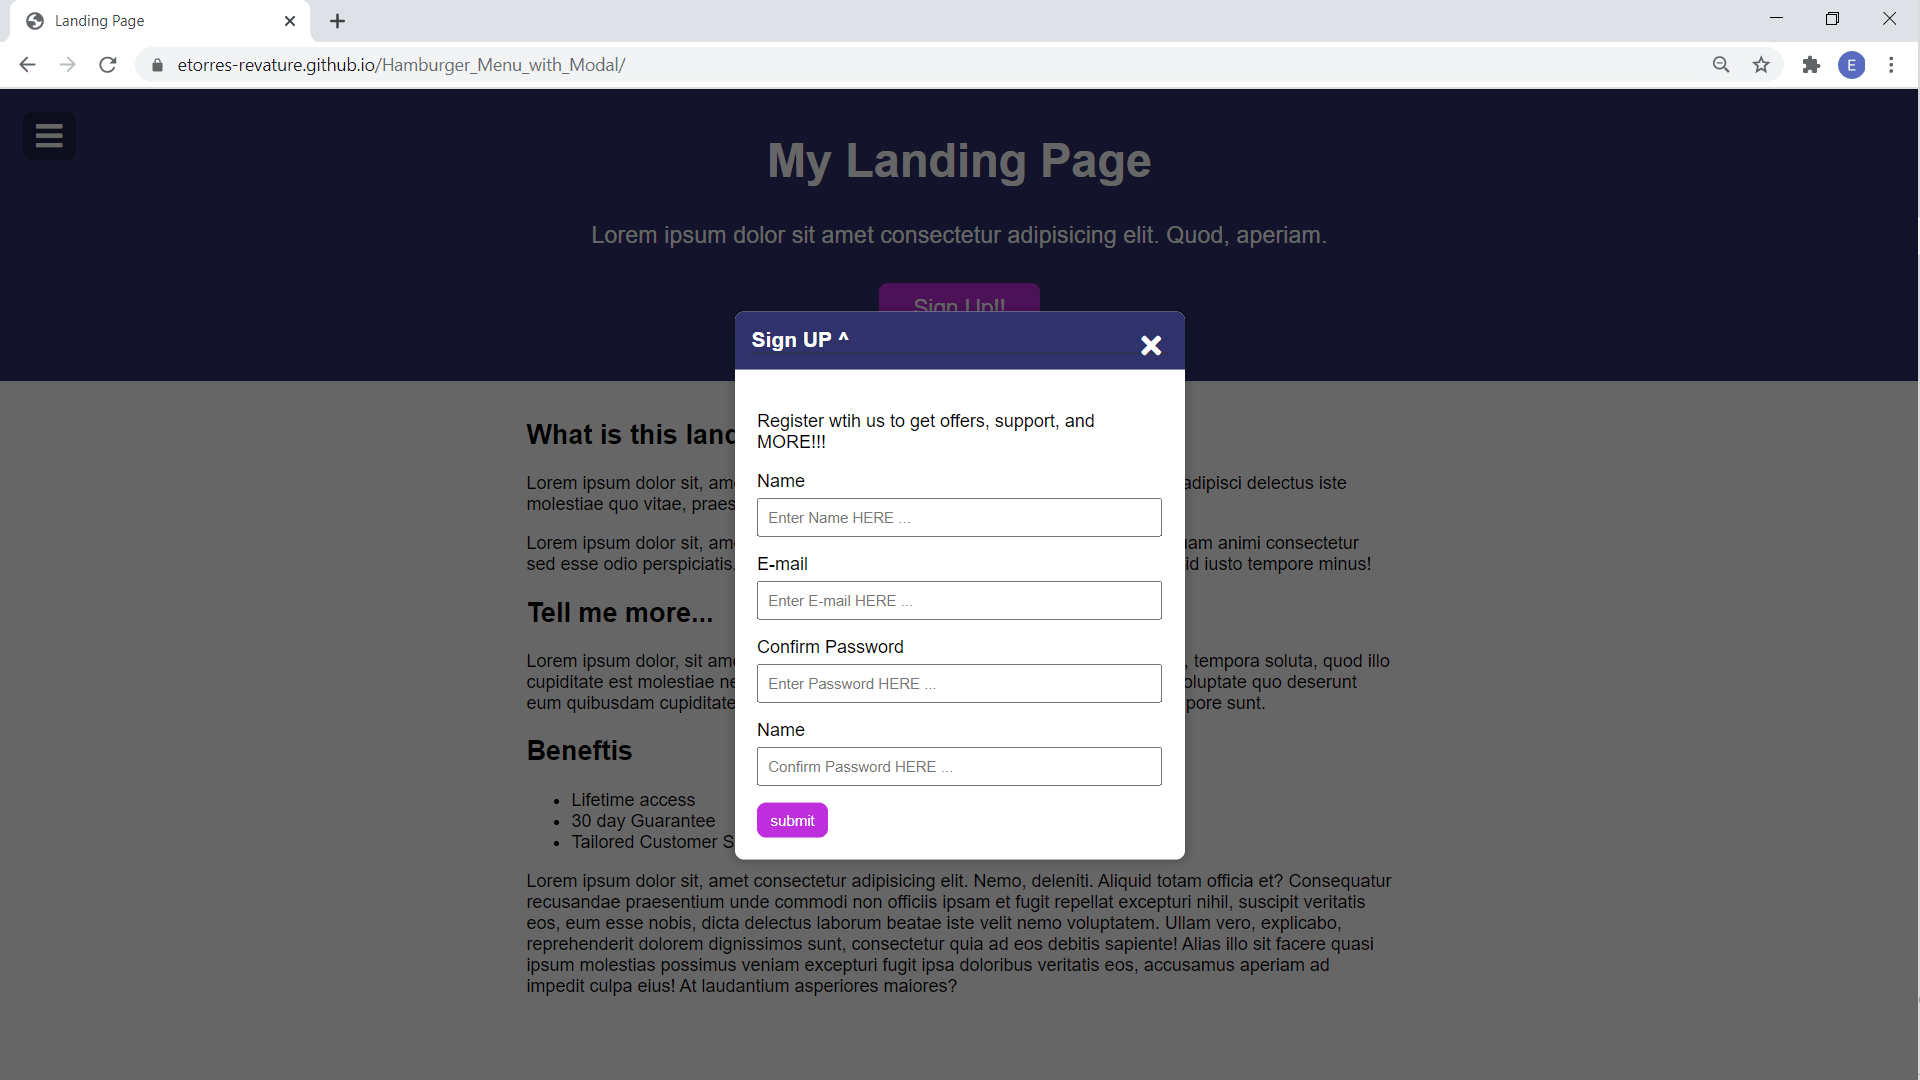 Landing Page
etorres-revature.github.io/Hamburger_Menu_with_Modal/
E
My Landing Page
Lorem ipsum dolor sit amet consectetur adipisicing elit. Quod, aperiam.
Sign Up!!
Sign UP ^
Register wtih us to get offers, support, and
MORE!!!
Name
Enter Name HERE ...
E-mail
Enter E-mail HERE ...
Confirm Password
Enter Password HERE ...
Name
Confirm Password HERE ...
submit
What is this land
Lorem ipsum dolor sit, am adipisci delectus iste
molestiae quo vitae, praes
Lorem ipsum dolor sit, am animi consectetur
sed esse odio perspiciatis. id iusto tempore minus!
Tell me more...
Lorem ipsum dolor, sit ame , tempora soluta, quod illo
cupiditate est molestiae ne oluptate quo deserunt
eum quibusdam cupiditate pore sunt.
Beneftis
• Lifetime access
• 30 day Guarantee
• Tailored Customer S
Lorem ipsum dolor sit, amet consectetur adipisicing elit. Nemo, deleniti. Aliquid totam officia et? Consequatur
recusandae praesentium unde commodi non officiis ipsam et fugit repellat excepturi nihil, suscipit veritatis
eos, eum esse nobis, dicta delectus laborum beatae iste velit nemo voluptatem. Ullam vero, explicabo,
reprehenderit dolorem dignissimos sunt, consectetur quia ad eos debitis sapiente! Alias illo sit facere quasi
ipsum molestias possimus veniam excepturi fugit ipsa doloribus veritatis eos, accusamus aperiam ad
impedit culpa eius! At laudantium asperiores maiores?